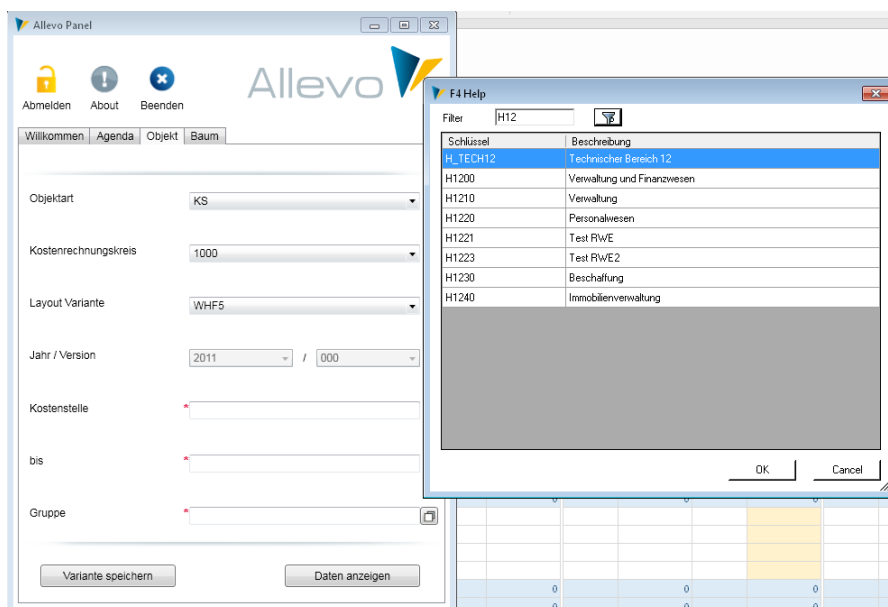 Allevo Panel
Abmelden About Beenden
Allevo
Willkommen Agenda Objekt Baum
Objektart KS
Kostenrechnungskreis 1000
Layout Variante WHF5
Jahr / Version 2011 / 000
Kostenstelle *
bis *
Gruppe *
Variante speichern Daten anzeigen
F4 Help
Filter H12
Schlüssel Beschreibung
H_TECH12 Technischer Bereich 12
H1200 Verwaltung und Finanzwesen
H1210 Verwaltung
H1220 Personalwesen
H1221 Test RWE
H1223 Test RWE2
H1230 Beschaffung
H1240 Immobilienverwaltung
OK Cancel
0 0 0 0
0 0 0
0 0 0